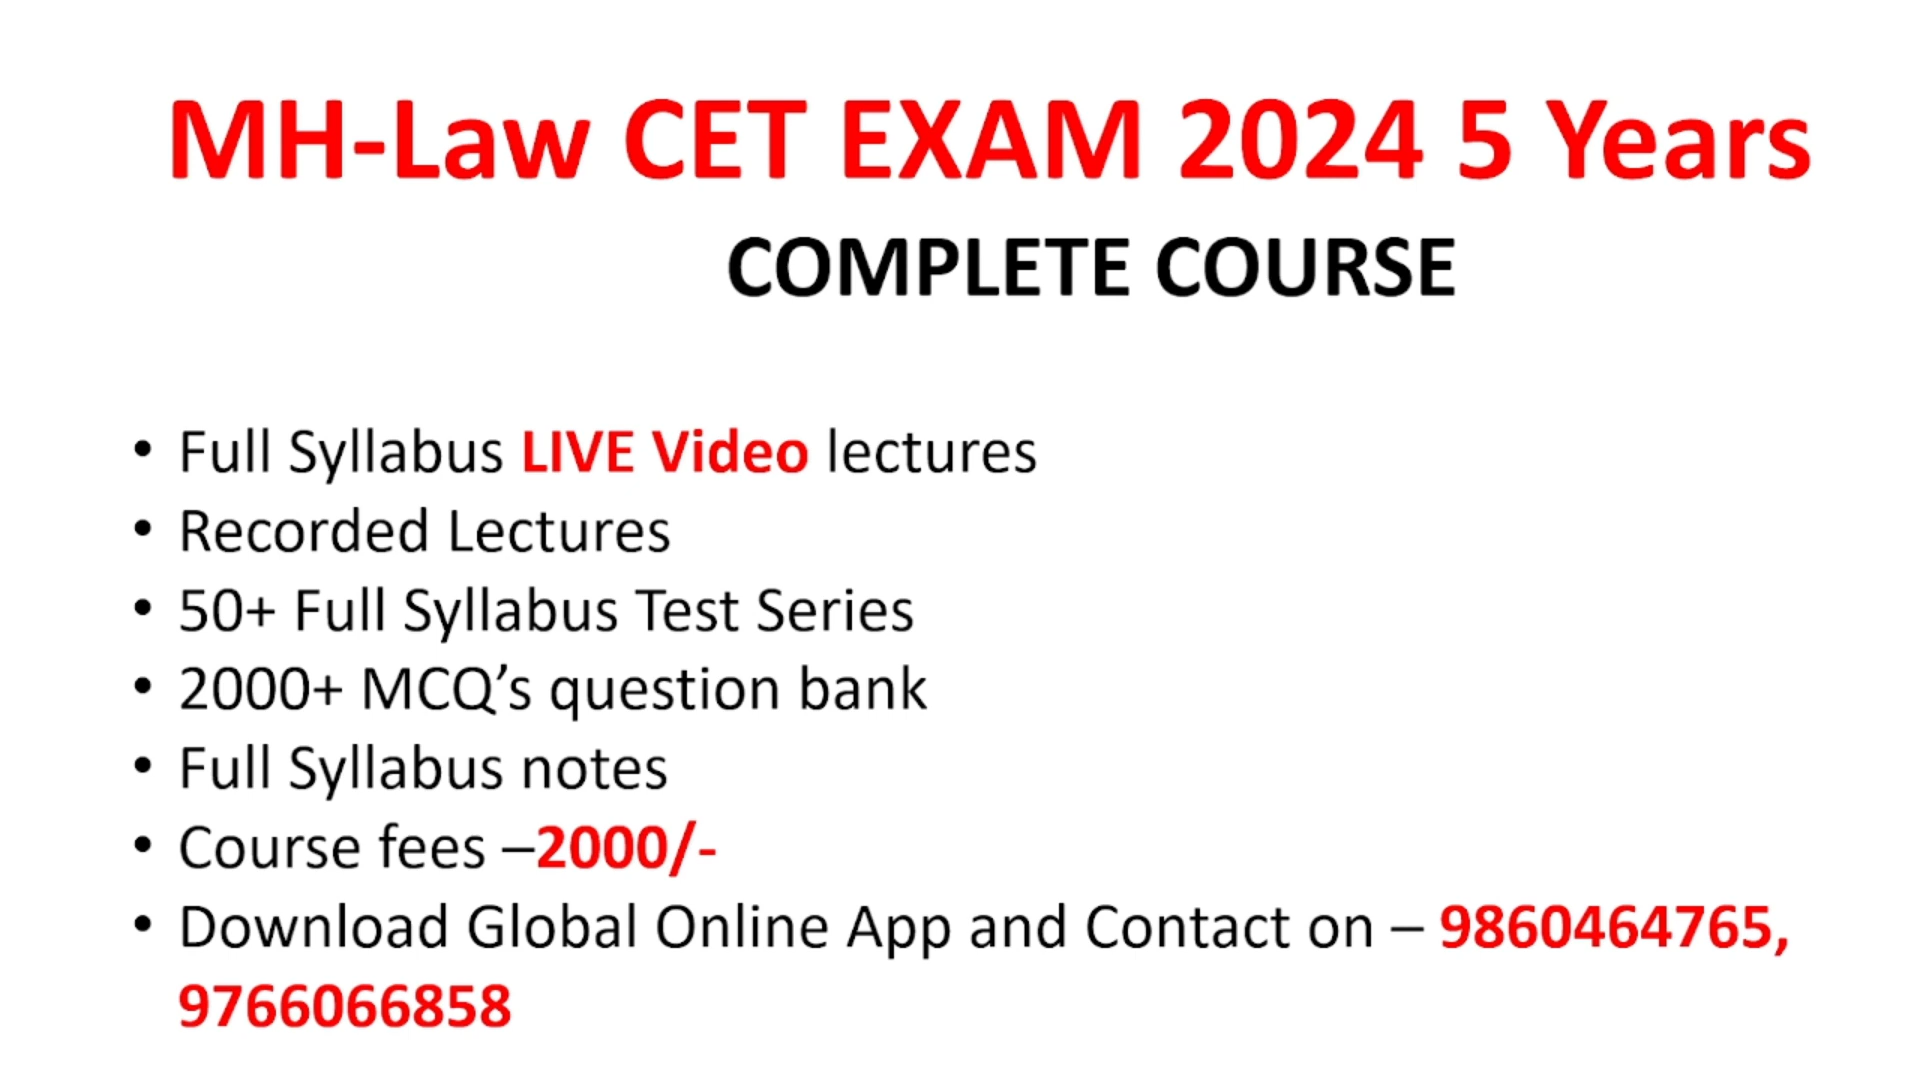 MH-Law CET EXAM 2024 5 Years
COMPLETE COURSE
• Full Syllabus LIVE Video lectures
• Recorded Lectures
• 50+ Full Syllabus Test Series
• 2000+ MCQ’s question bank
• Full Syllabus notes
• Course fees –2000/-
• Download Global Online App and Contact on – 9860464765,
9766066858